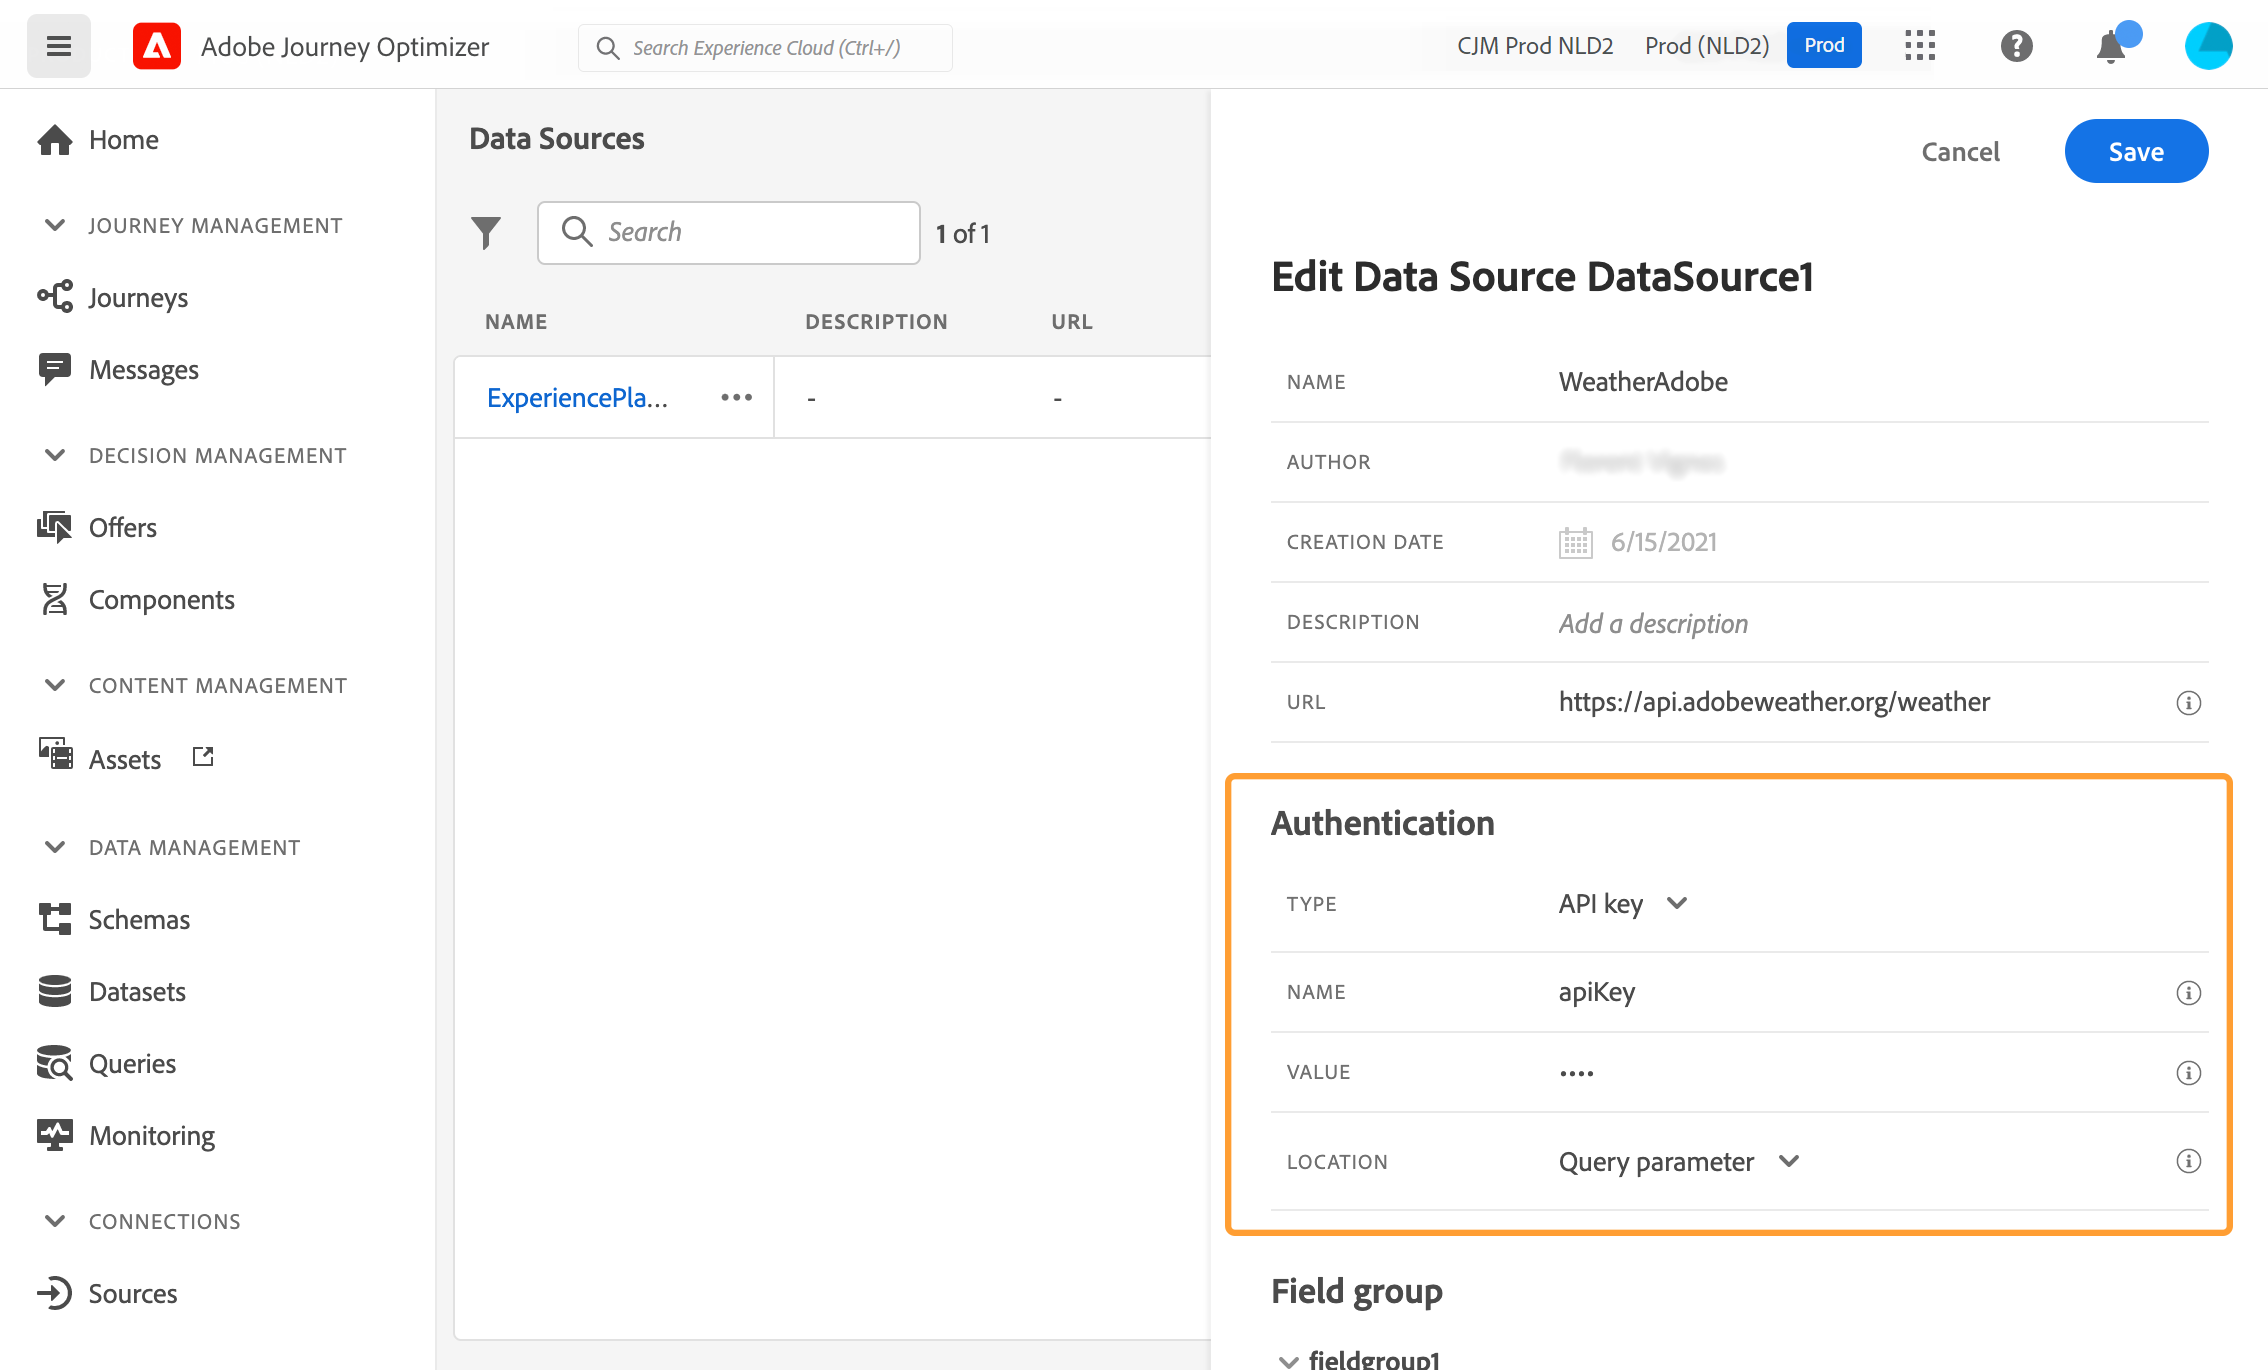 Adobe Journey Optimizer
Search Experience Cloud (Ctrl+/)
CJM Prod NLD2
Prod (NLD2)
Prod
Home
JOURNEY MANAGEMENT
Journeys
Messages
DECISION MANAGEMENT
Offers
Components
CONTENT MANAGEMENT
Assets
DATA MANAGEMENT
Schemas
Datasets
Queries
Monitoring
CONNECTIONS
Sources
Data Sources
Search
1 of 1
NAME DESCRIPTION URL
ExperiencePla... - -
Cancel
Save
Edit Data Source DataSource1
NAME WeatherAdobe
AUTHOR
CREATION DATE 6/15/2021
DESCRIPTION Add a description
URL https://api.adobeweather.org/weather
Authentication
TYPE API key
NAME apiKey
VALUE ••••
LOCATION Query parameter
Field group
fieldgroup1